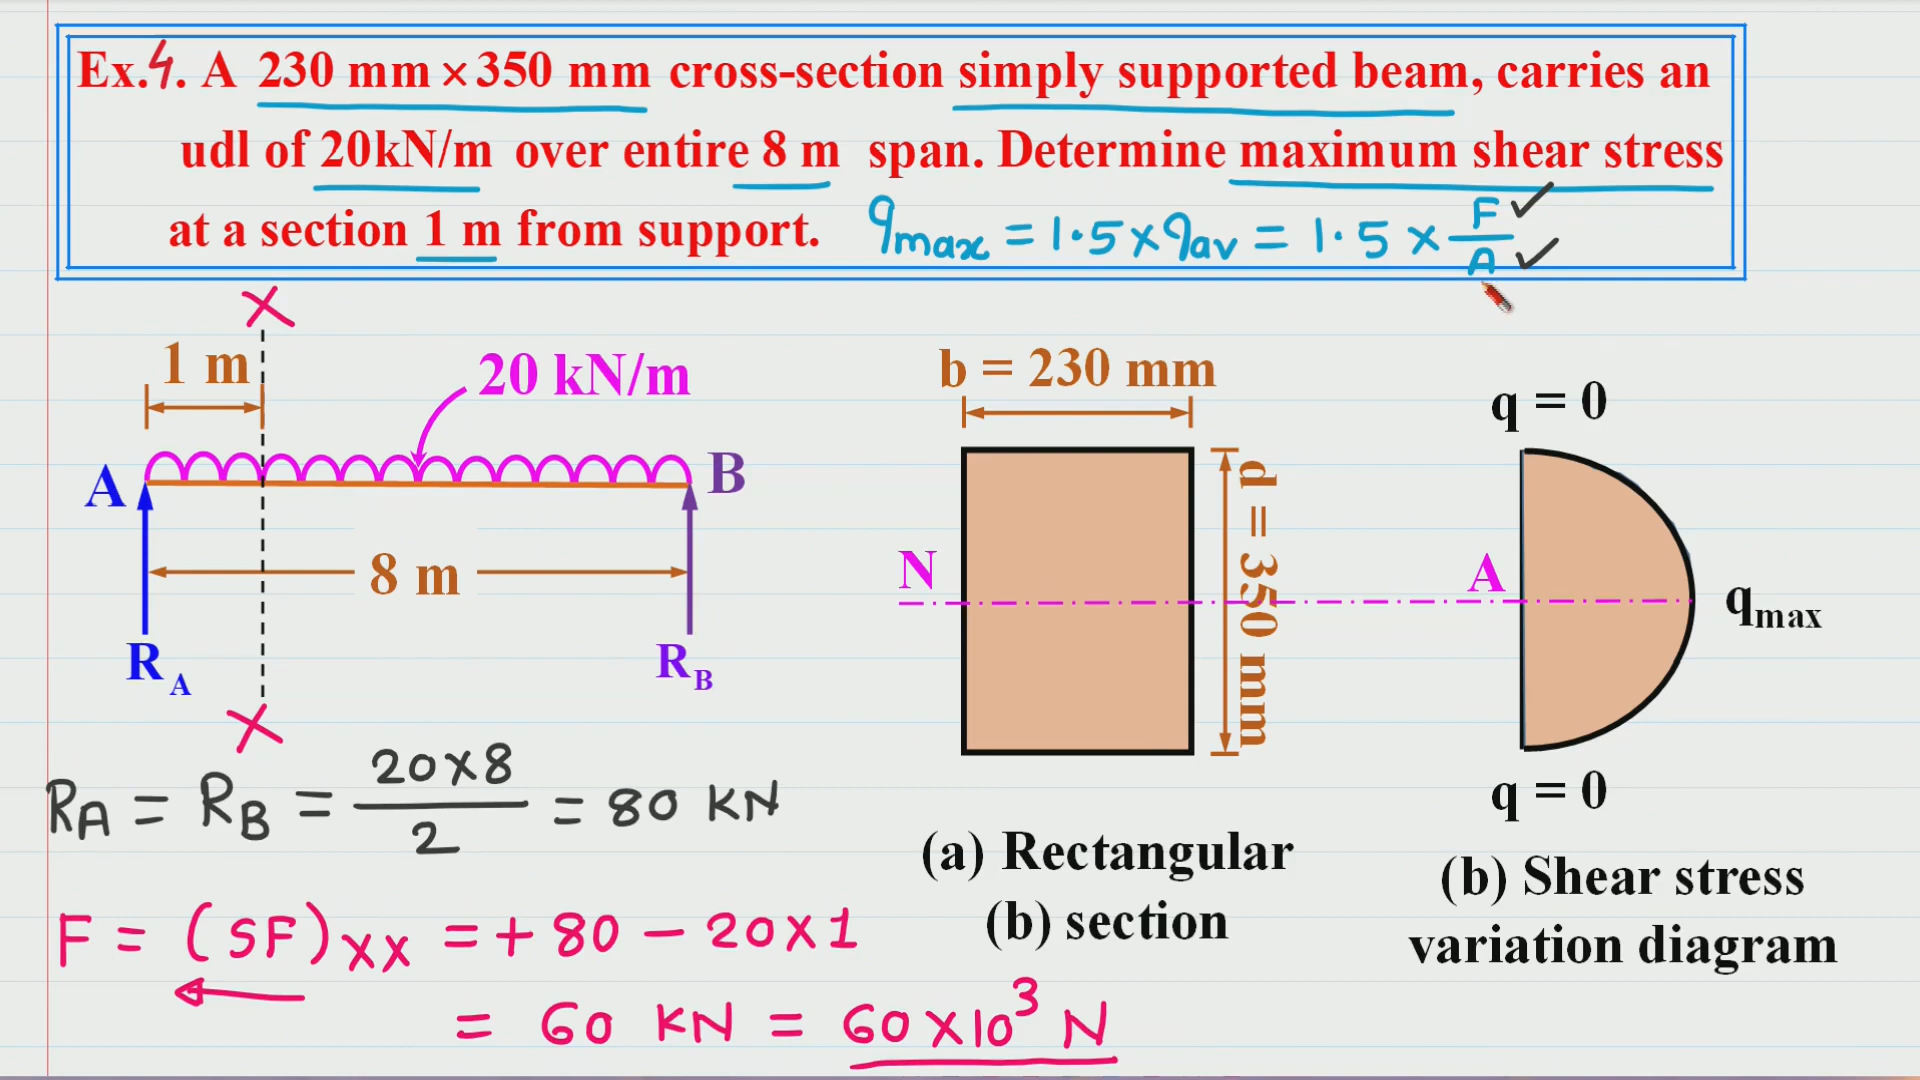 Ex.4. A 230 mm × 350 mm cross-section simply supported beam, carries an
udl of 20kN/m over entire 8 m span. Determine maximum shear stress
at a section 1 m from support. qmax = 1.5 × qav = 1.5 × F/A ✓ ✓
X
1 m
20 kN/m
A
B
8 m
RA
RB
X
b = 230 mm
d = 350 mm
N
A
q = 0
qmax
q = 0
(a) Rectangular
(b) section
(b) Shear stress
variation diagram
RA = RB = 20×8/2 = 80 KN
F = (SF)xx = + 80 − 20×1
= 60 KN = 60×10³ N